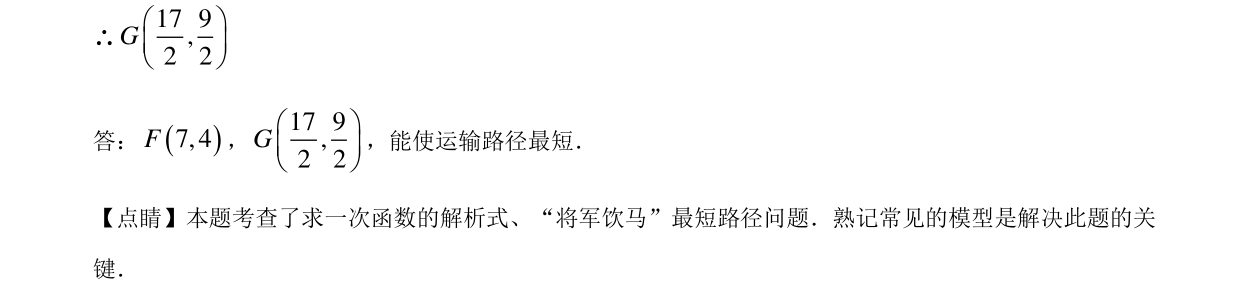 ∴G(17/2, 9/2)
答：F(7,4)，G(17/2, 9/2)，能使运输路径最短．
【点睛】本题考查了求一次函数的解析式、“将军饮马”最短路径问题．熟记常见的模型是解决此题的关
键．